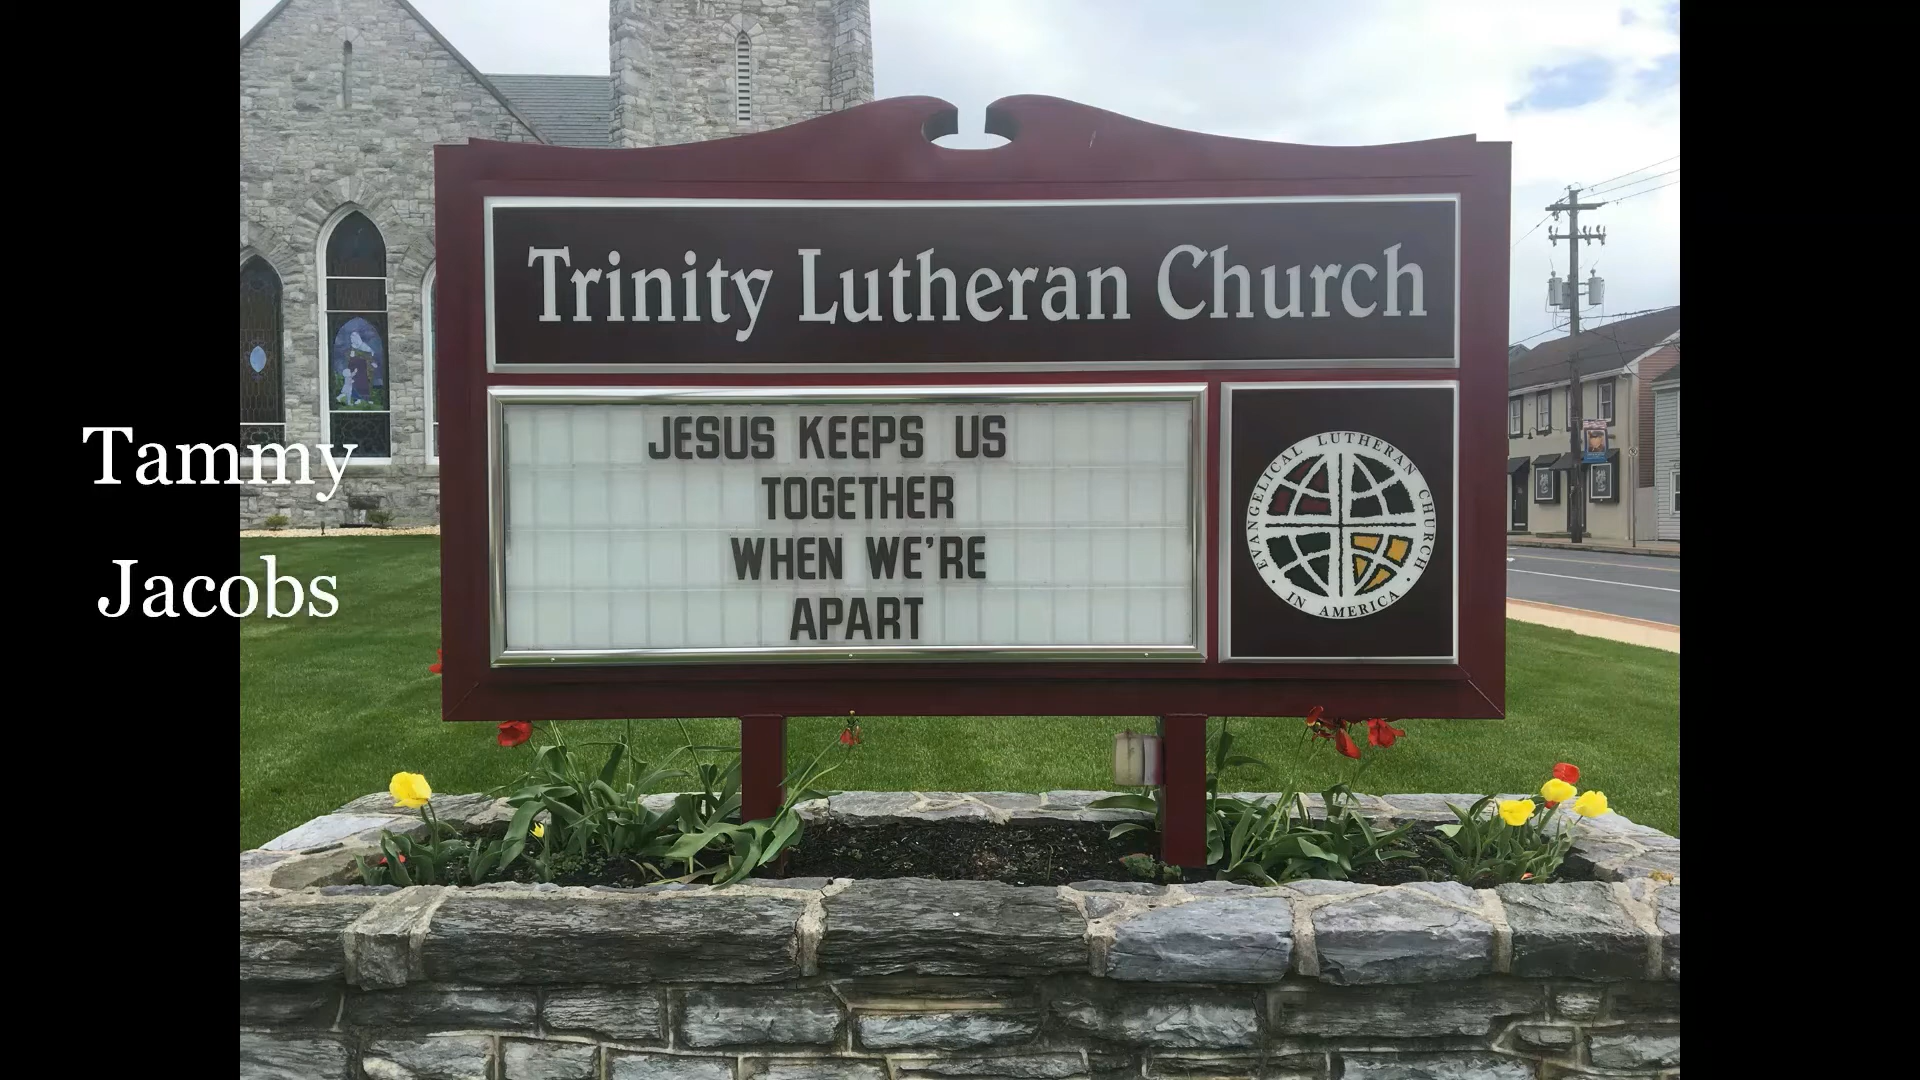 Trinity Lutheran Church
JESUS KEEPS US
TOGETHER
WHEN WE'RE
APART
EVANGELICAL LUTHERAN CHURCH
· IN AMERICA ·
Tammy
Jacobs